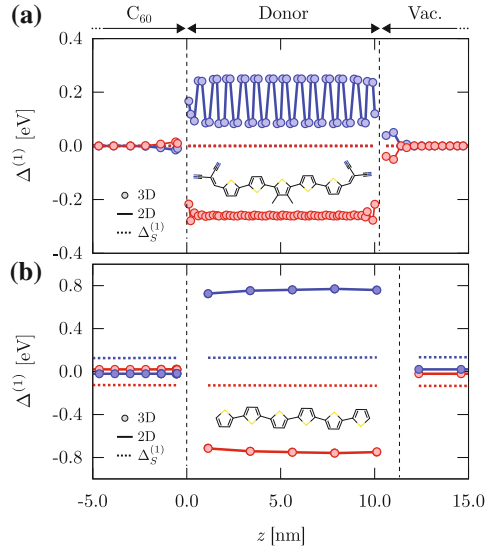 C₆₀ Donor Vac.
(a)
0.4
0.2
0.0
-0.2
-0.4
Δ⁽¹⁾ [eV]
3D
2D
Δ_S⁽¹⁾
(b)
0.8
0.4
0.0
-0.4
-0.8
Δ⁽¹⁾ [eV]
S S S S S S
3D
2D
Δ_S⁽¹⁾
-5.0 0.0 5.0 10.0 15.0
z [nm]